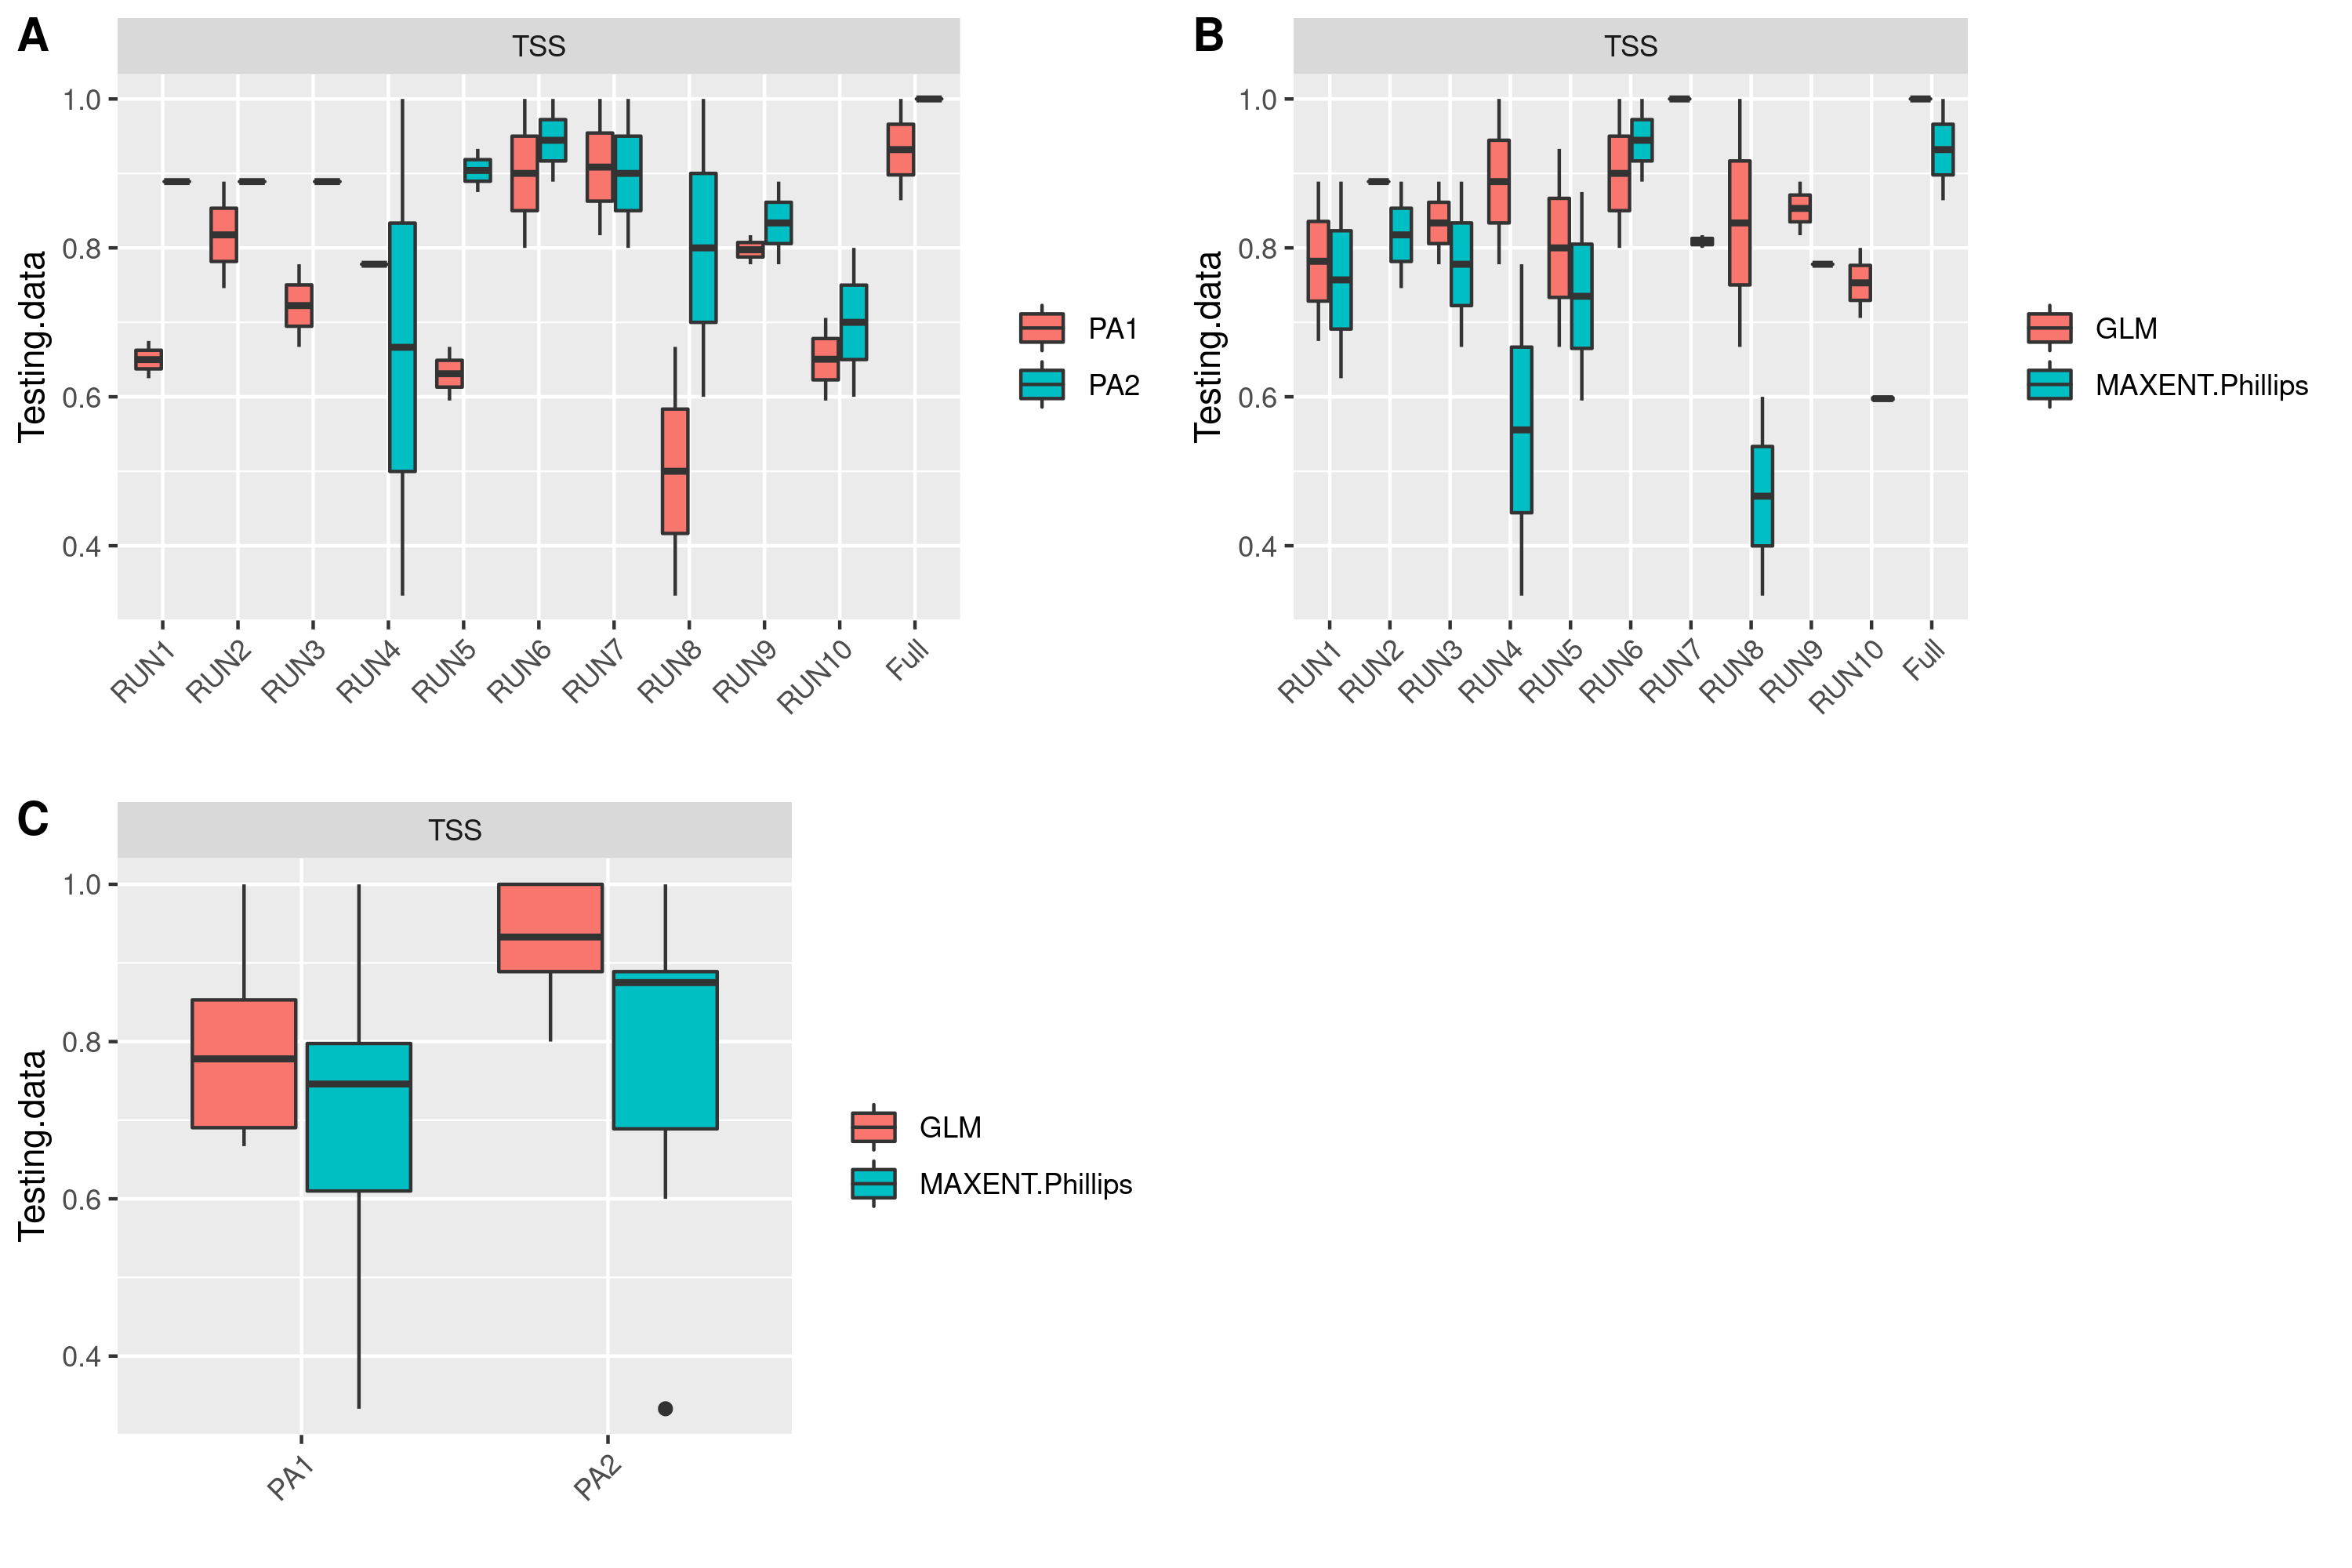 A
TSS
Testing.data
1.0
0.8
0.6
0.4
RUN1
RUN2
RUN3
RUN4
RUN5
RUN6
RUN7
RUN8
RUN9
RUN10
Full
PA1
PA2
B
TSS
Testing.data
1.0
0.8
0.6
0.4
RUN1
RUN2
RUN3
RUN4
RUN5
RUN6
RUN7
RUN8
RUN9
RUN10
Full
GLM
MAXENT.Phillips
C
TSS
Testing.data
1.0
0.8
0.6
0.4
PA1
PA2
GLM
MAXENT.Phillips